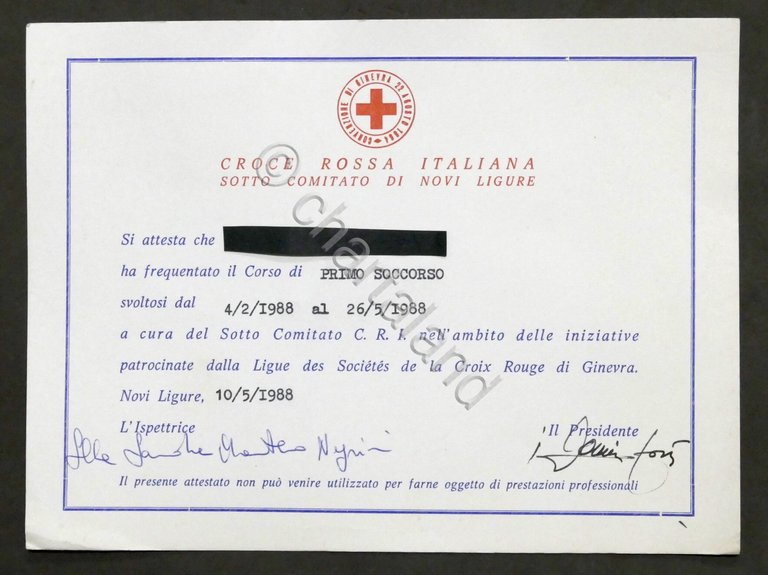 CONVENZIONE DI GINEVRA 22 AGOSTO 1864
CROCE ROSSA ITALIANA
SOTTO COMITATO DI NOVI LIGURE
Si attesta che
ha frequentato il Corso di PRIMO SOCCORSO
svoltosi dal 4/2/I988 al 26/5/I988
a cura del Sotto Comitato C. R. I. nell'ambito delle iniziative
patrocinate dalla Ligue des Sociétés de la Croix Rouge di Ginevra.
Novi Ligure, 10/5/I988
L'Ispettrice Il Presidente
Il presente attestato non può venire utilizzato per farne oggetto di prestazioni professionali
© chartaland